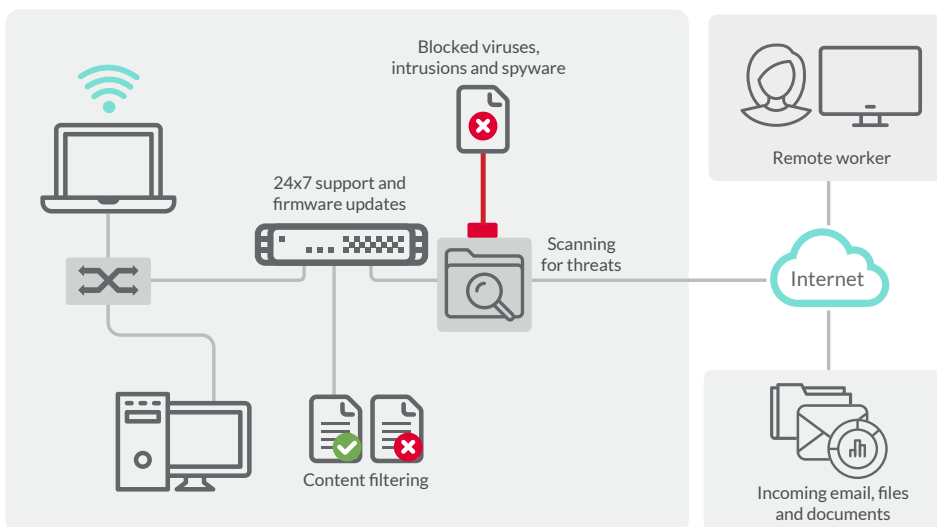 Blocked viruses,
intrusions and spyware
24x7 support and
firmware updates
Scanning
for threats
Content filtering
Remote worker
Internet
Incoming email, files
and documents